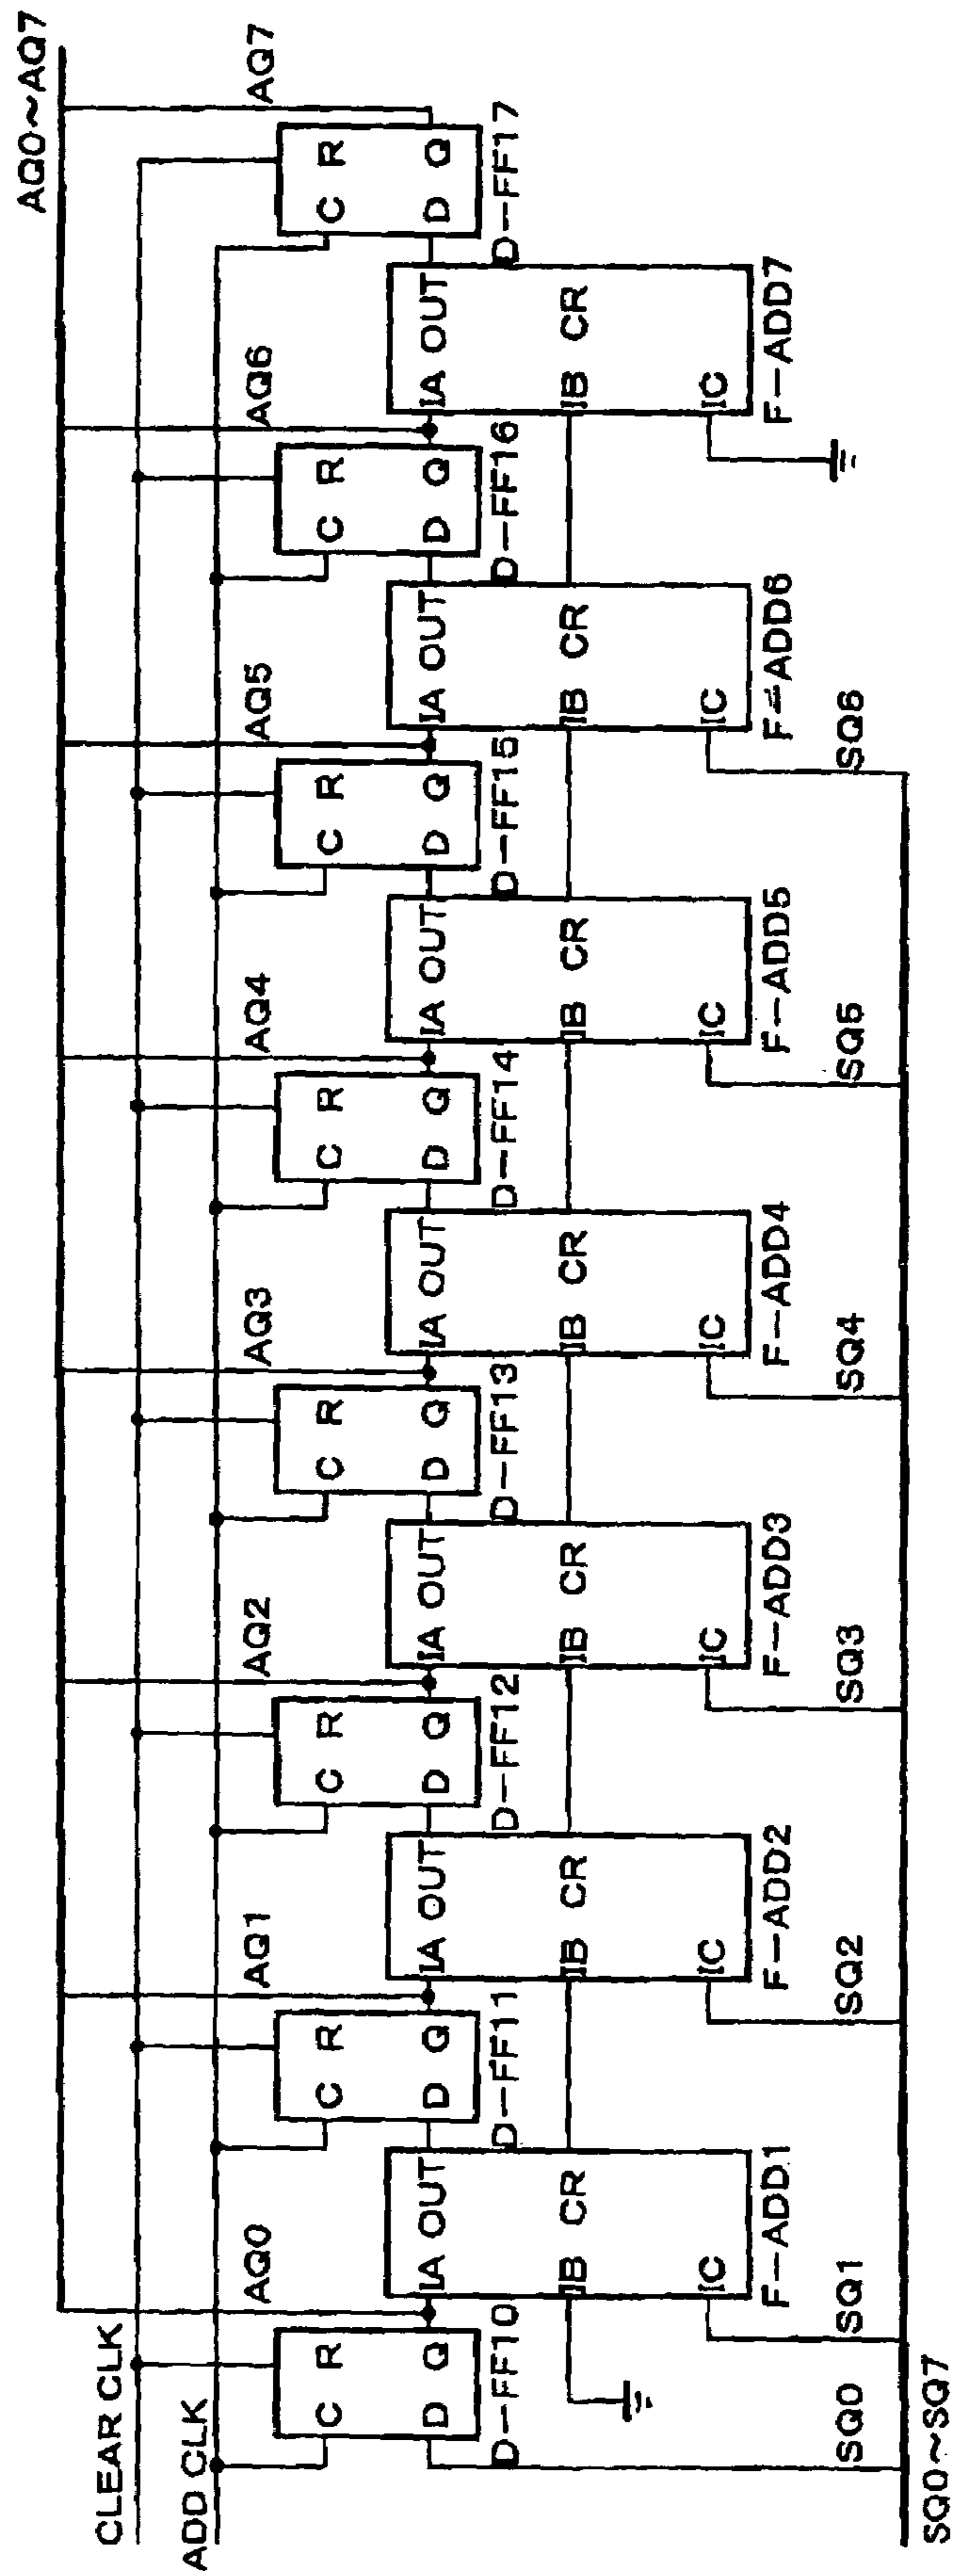 AQ0~AQ7
CLEAR CLK
ADD CLK
AQ0
AQ1
AQ2
AQ3
AQ4
AQ5
AQ6
AQ7
C R
D Q
D-FF10
C R
D Q
D-FF11
C R
D Q
D-FF12
C R
D Q
D-FF13
C R
D Q
D-FF14
C R
D Q
D-FF15
C R
D Q
D-FF16
C R
D Q
D-FF17
IA OUT
IB CR
IC
F-ADD1
IA OUT
IB CR
IC
F-ADD2
IA OUT
IB CR
IC
F-ADD3
IA OUT
IB CR
IC
F-ADD4
IA OUT
IB CR
IC
F-ADD5
IA OUT
IB CR
IC
F-ADD6
IA OUT
IB CR
IC
F-ADD7
SQ0
SQ1
SQ2
SQ3
SQ4
SQ5
SQ6
SQ0~SQ7